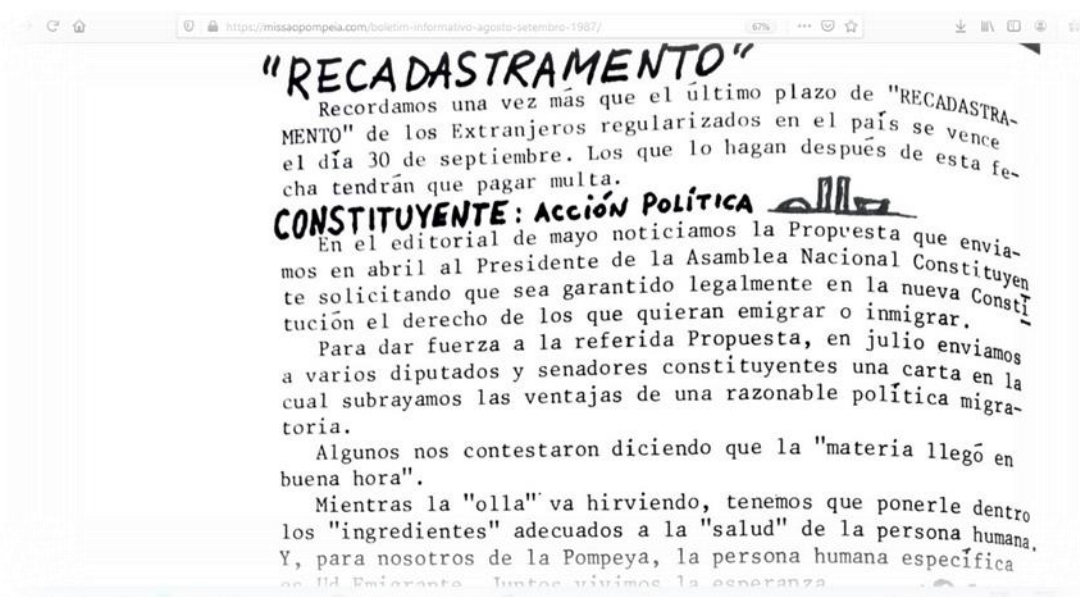 https://missaopompeia.com/boletim-informativo-agosto-setembro-1987/
67%
"RECADASTRAMENTO"
Recordamos una vez más que el último plazo de "RECADASTRA-
MENTO" de los Extranjeros regularizados en el país se vence
el día 30 de septiembre. Los que lo hagan después de esta fe-
cha tendrán que pagar multa.
CONSTITUYENTE: ACCIÓN POLÍTICA
En el editorial de mayo noticiamos la Propuesta que envia-
mos en abril al Presidente de la Asamblea Nacional Constituyen
te solicitando que sea garantido legalmente en la nueva Consti
tución el derecho de los que quieran emigrar o inmigrar.
Para dar fuerza a la referida Propuesta, en julio enviamos
a varios diputados y senadores constituyentes una carta en la
cual subrayamos las ventajas de una razonable política migra-
toria.
Algunos nos contestaron diciendo que la "materia llegó en
buena hora".
Mientras la "olla" va hirviendo, tenemos que ponerle dentro
los "ingredientes" adecuados a la "salud" de la persona humana.
Y, para nosotros de la Pompeya, la persona humana específica
es Ud Emigrante. Juntos vivimos la esperanza